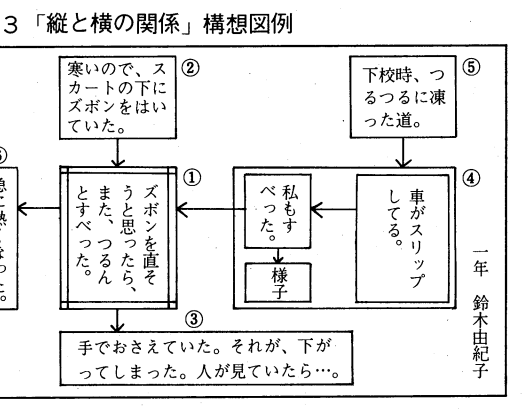 3「縦と横の関係」構想図例
⑤
下校時、つ
るつるに凍
った道。
④
車がスリップ
してる。
私もす
べった。
様子
②
寒いので、ス
カートの下に
ズボンをはい
ていた。
①
ズボンを直そ
うと思ったら、
また、つるん
とすべった。
③
手でおさえていた。それが、下が
ってしまった。人が見ていたら…。
一年 鈴木由紀子